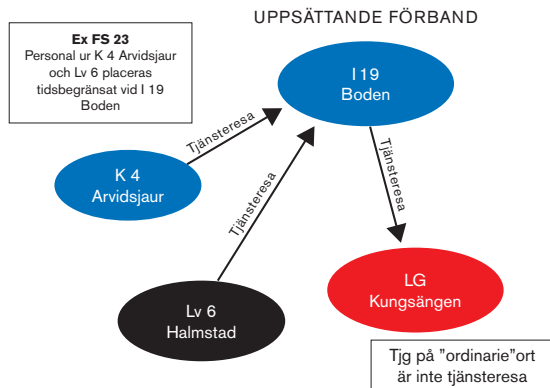 UPPSÄTTANDE FÖRBAND
Ex FS 23
Personal ur K 4 Arvidsjaur
och Lv 6 placeras
tidsbegränsat vid I 19
Boden
I 19
Boden
Tjänsteresa
K 4
Arvidsjaur
Tjänsteresa
Tjänsteresa
Lv 6
Halmstad
LG
Kungsängen
Tjg på ”ordinarie”ort
är inte tjänsteresa